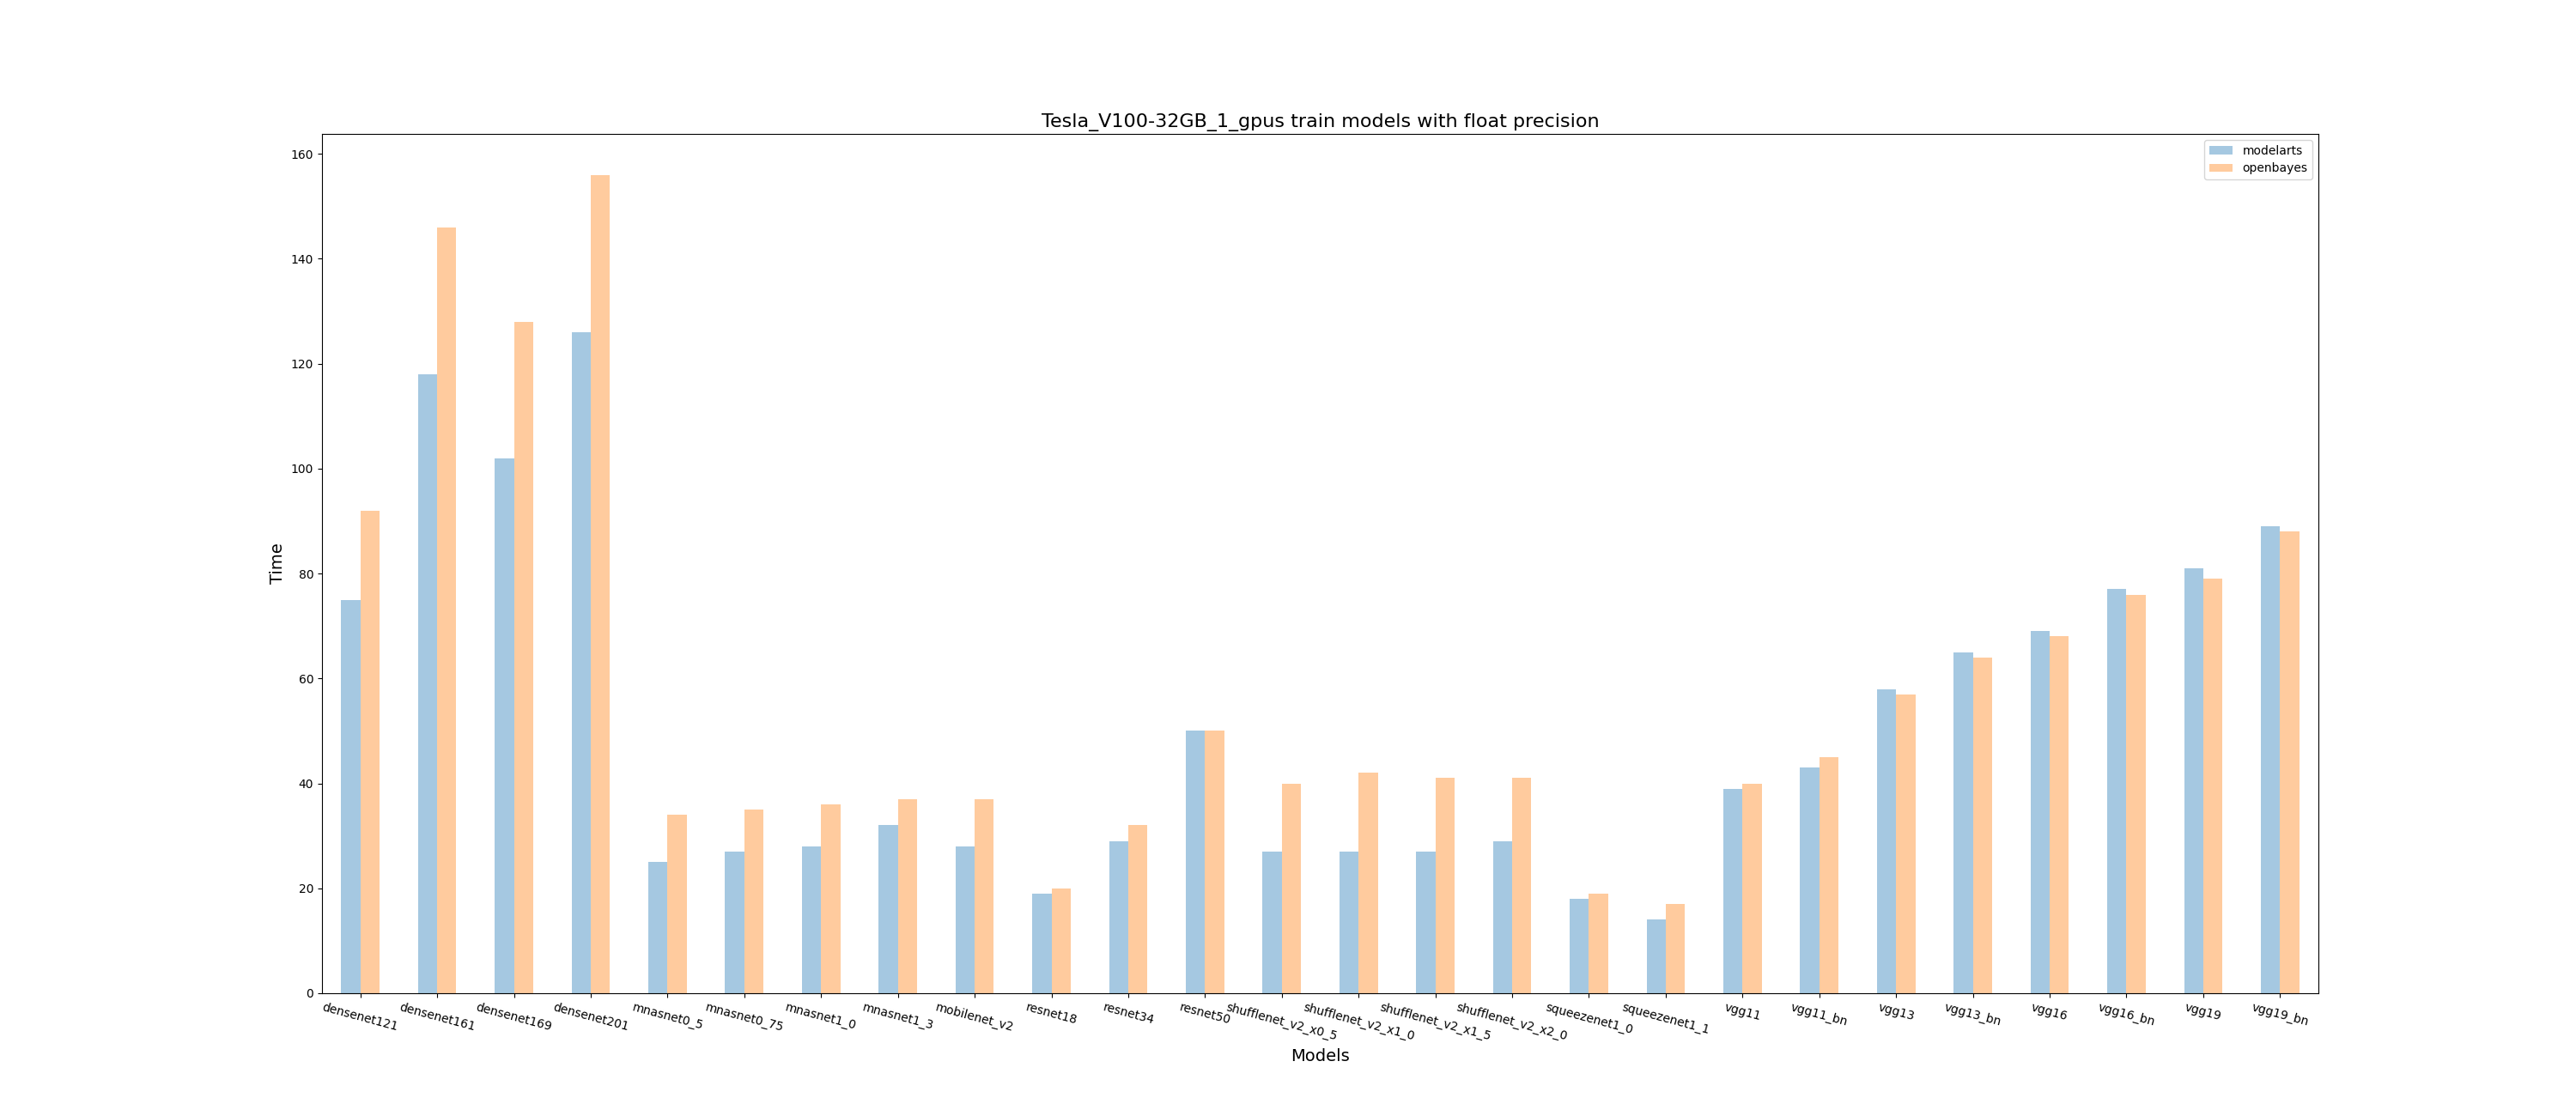 Tesla_V100-32GB_1_gpus train models with float precision
modelarts
openbayes
160
140
120
100
80
60
40
20
0
Time
densenet121
densenet161
densenet169
densenet201
mnasnet0_5
mnasnet0_75
mnasnet1_0
mnasnet1_3
mobilenet_v2
resnet18
resnet34
resnet50
shufflenet_v2_x0_5
shufflenet_v2_x1_0
shufflenet_v2_x1_5
shufflenet_v2_x2_0
squeezenet1_0
squeezenet1_1
vgg11
vgg11_bn
vgg13
vgg13_bn
vgg16
vgg16_bn
vgg19
vgg19_bn
Models